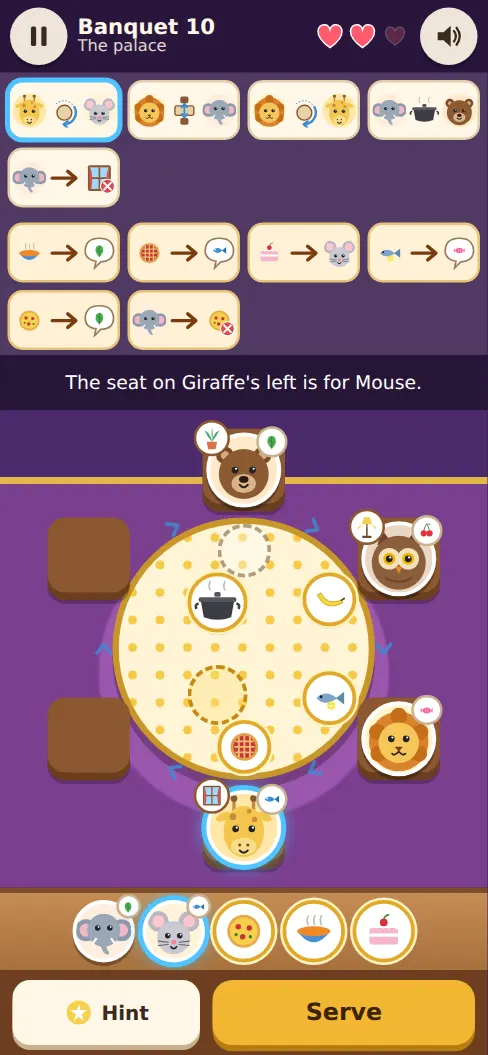 Banquet 10
The palace
The seat on Giraffe's left is for Mouse.
Hint
Serve